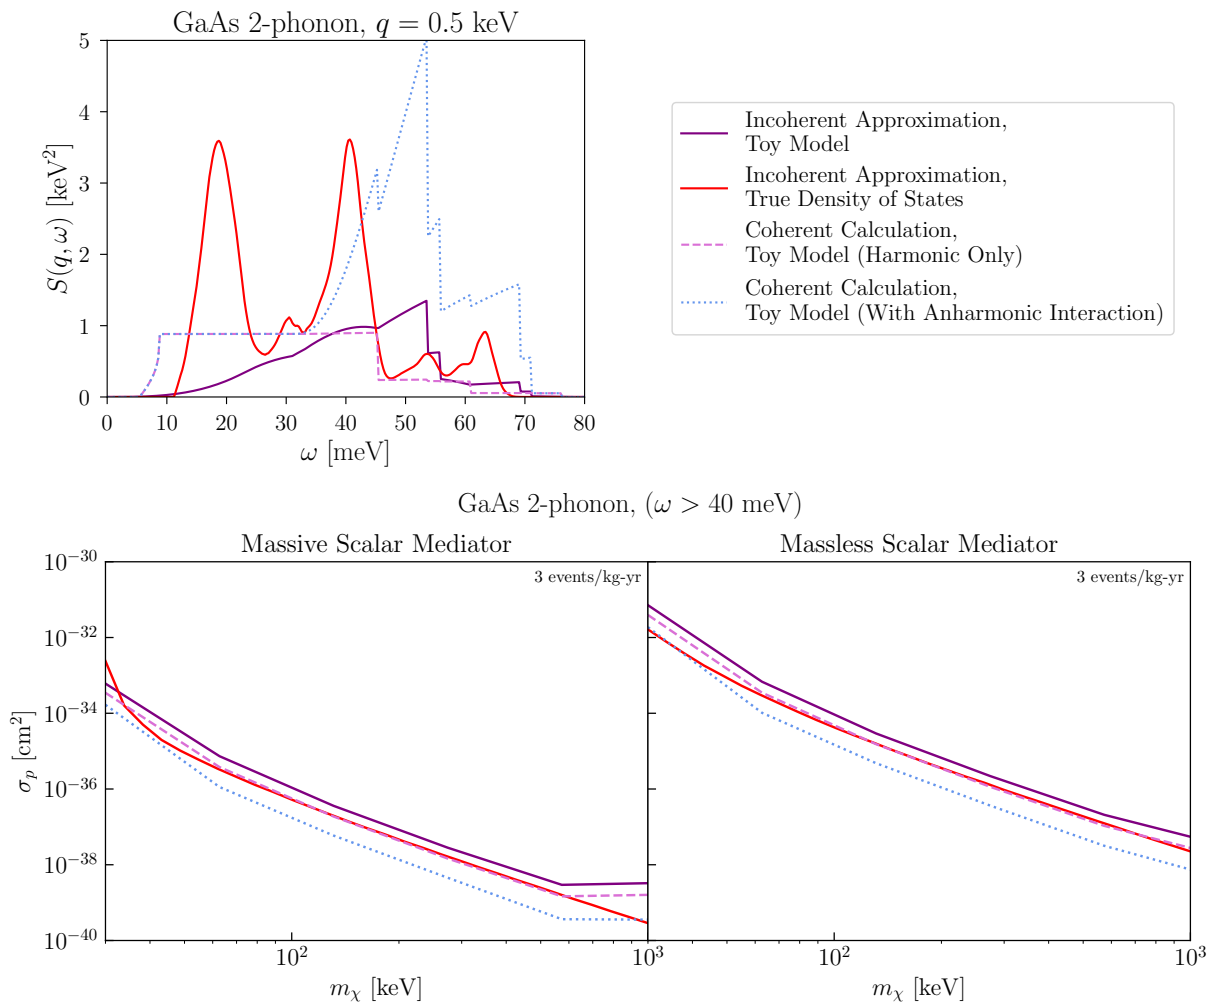 GaAs 2-phonon, q = 0.5 keV
S(q, ω) [keV²]
5
4
3
2
1
0
0 10 20 30 40 50 60 70 80
ω [meV]
Incoherent Approximation,
Toy Model
Incoherent Approximation,
True Density of States
Coherent Calculation,
Toy Model (Harmonic Only)
Coherent Calculation,
Toy Model (With Anharmonic Interaction)
GaAs 2-phonon, (ω > 40 meV)
Massive Scalar Mediator
Massless Scalar Mediator
3 events/kg-yr
3 events/kg-yr
σₚ [cm²]
10⁻³⁰
10⁻³²
10⁻³⁴
10⁻³⁶
10⁻³⁸
10⁻⁴⁰
10² 10³ 10² 10³
m_χ [keV]
m_χ [keV]